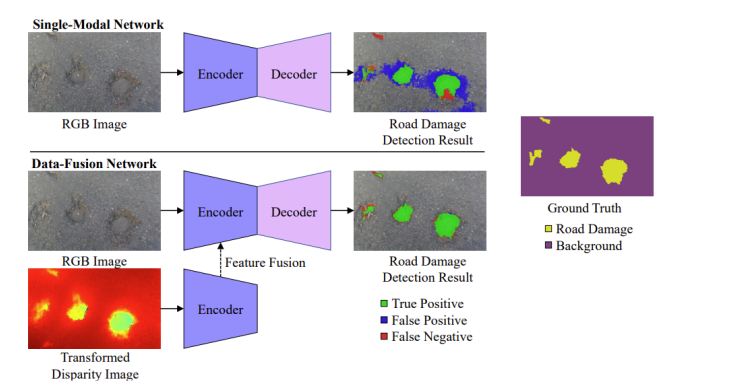 Single-Modal Network
Encoder
Decoder
RGB Image
Road Damage
Detection Result
Data-Fusion Network
Encoder
Decoder
RGB Image
Feature Fusion
Road Damage
Detection Result
Encoder
True Positive
False Positive
False Negative
Transformed
Disparity Image
Ground Truth
Road Damage
Background